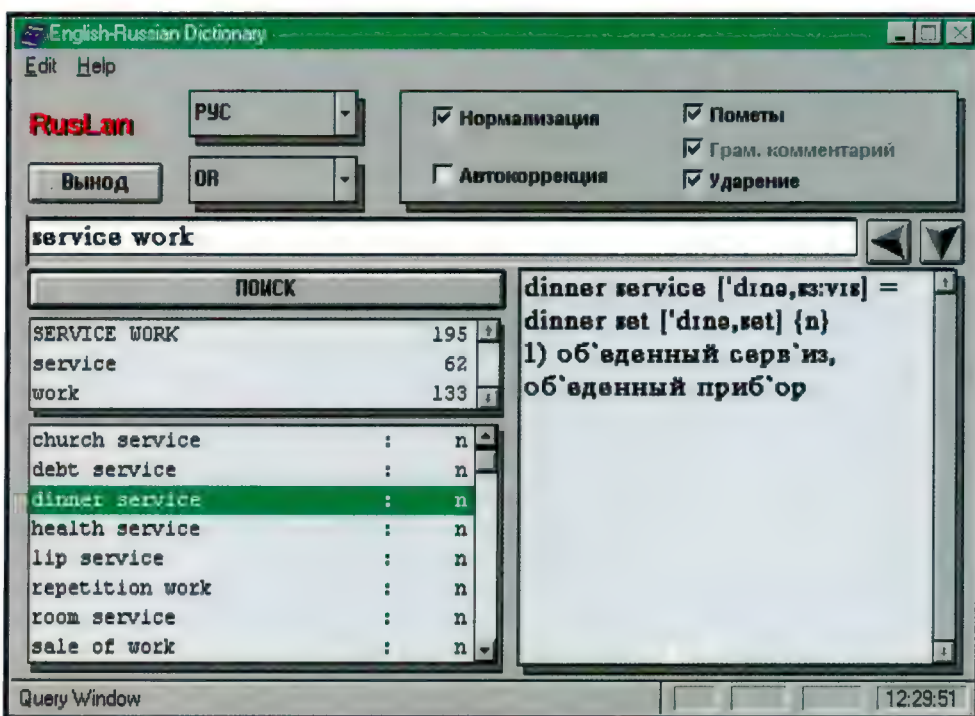 English-Russian Dictionary
Edit Help
RusLan
РУС
Нормализация
Пометы
Грам. комментарий
Выход
OR
Автокоррекция
Ударение
service work
ПОИСК
SERVICE WORK 195
service 62
work 133
church service : n
debt service : n
dinner service : n
health service : n
lip service : n
repetition work : n
room service : n
sale of work : n
dinner service ['dɪnə,sɜ:vɪs] =
dinner set ['dɪnə,set] {n}
1) об`еденный серв`из,
об`еденный приб`ор
Query Window
12:29:51